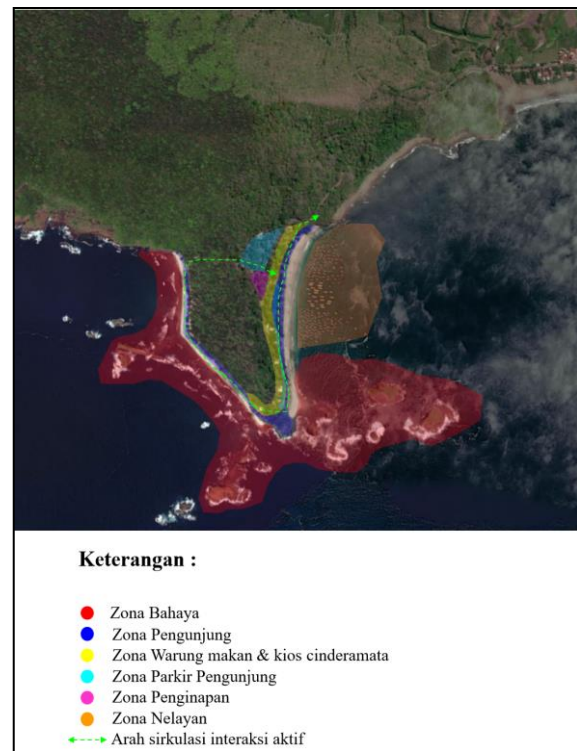 Keterangan :
Zona Bahaya
Zona Pengunjung
Zona Warung makan & kios cinderamata
Zona Parkir Pengunjung
Zona Penginapan
Zona Nelayan
Arah sirkulasi interaksi aktif